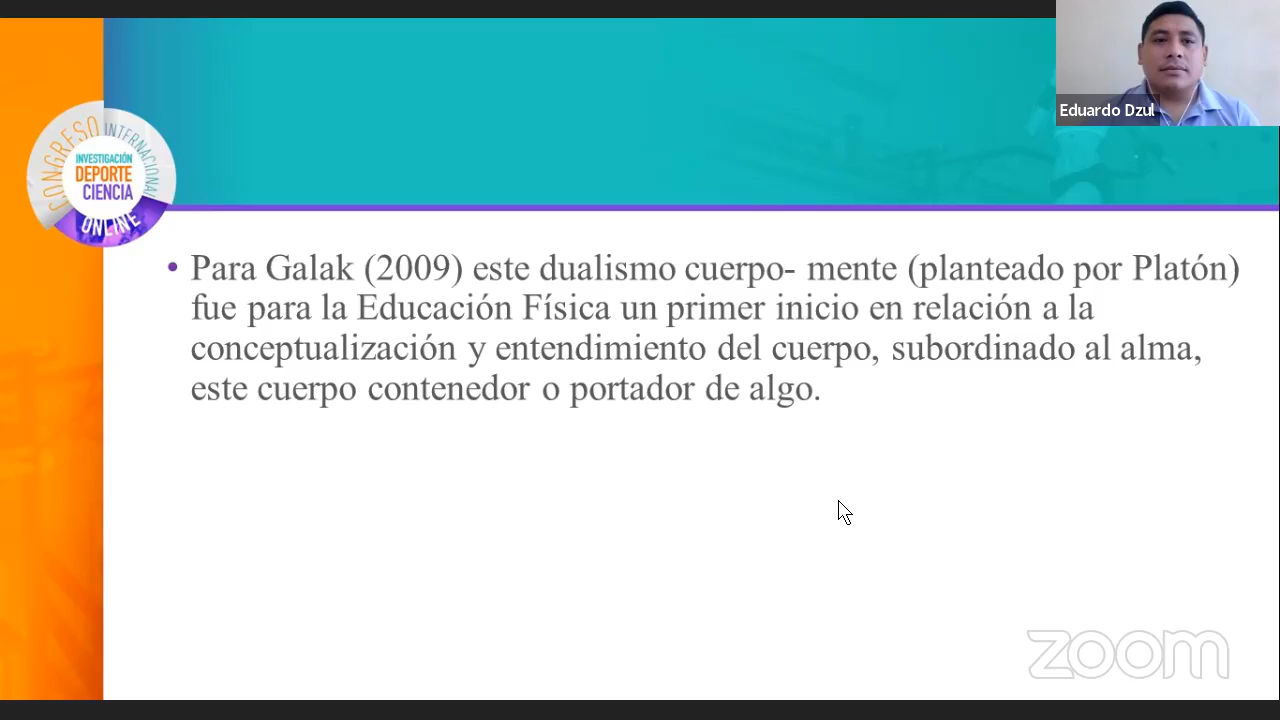 Eduardo Dzul
CONGRESO INTERNACIONAL
INVESTIGACIÓN
DEPORTE
CIENCIA
ONLINE
• Para Galak (2009) este dualismo cuerpo- mente (planteado por Platón)
fue para la Educación Física un primer inicio en relación a la
conceptualización y entendimiento del cuerpo, subordinado al alma,
este cuerpo contenedor o portador de algo.
zoom